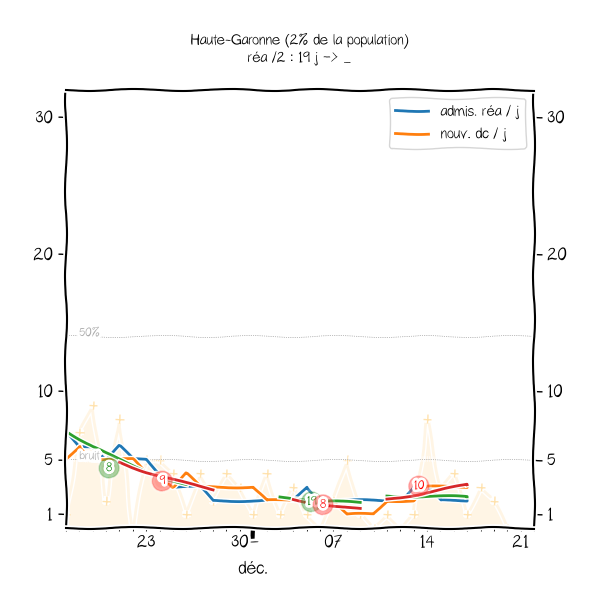 Haute-Garonne (2% de la population)
réa /2 : 19 j -> _
admis. réa / j
nouv. dc / j
30 30
20 20
50%
10 10
5 bruit 5
8 9 8 10
1 1
23 30 07 14 21
déc.